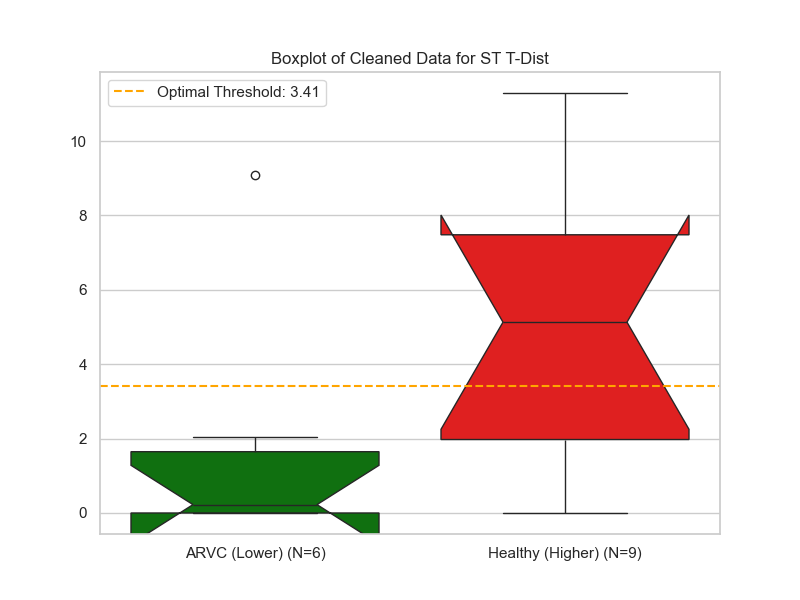 Boxplot of Cleaned Data for ST T-Dist
Optimal Threshold: 3.41
10
8
6
4
2
0
ARVC (Lower) (N=6)
Healthy (Higher) (N=9)